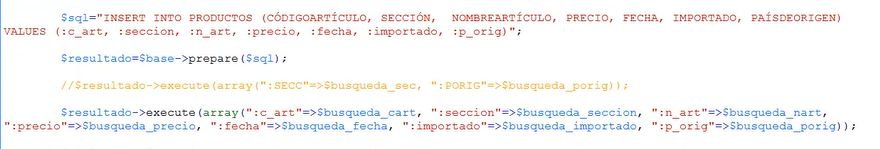 $sql="INSERT INTO PRODUCTOS (CÓDIGOARTÍCULO, SECCIÓN,  NOMBREARTÍCULO, PRECIO, FECHA, IMPORTADO, PAÍSDEORIGEN)
VALUES (:c_art, :seccion, :n_art, :precio, :fecha, :importado, :p_orig)";
$resultado=$base->prepare($sql);
//$resultado->execute(array(":SECC"=>$busqueda_sec, ":PORIG"=>$busqueda_porig));
$resultado->execute(array(":c_art"=>$busqueda_cart, ":seccion"=>$busqueda_seccion, ":n_art"=>$busqueda_nart,
":precio"=>$busqueda_precio, ":fecha"=>$busqueda_fecha, ":importado"=>$busqueda_importado, ":p_orig"=>$busqueda_porig));